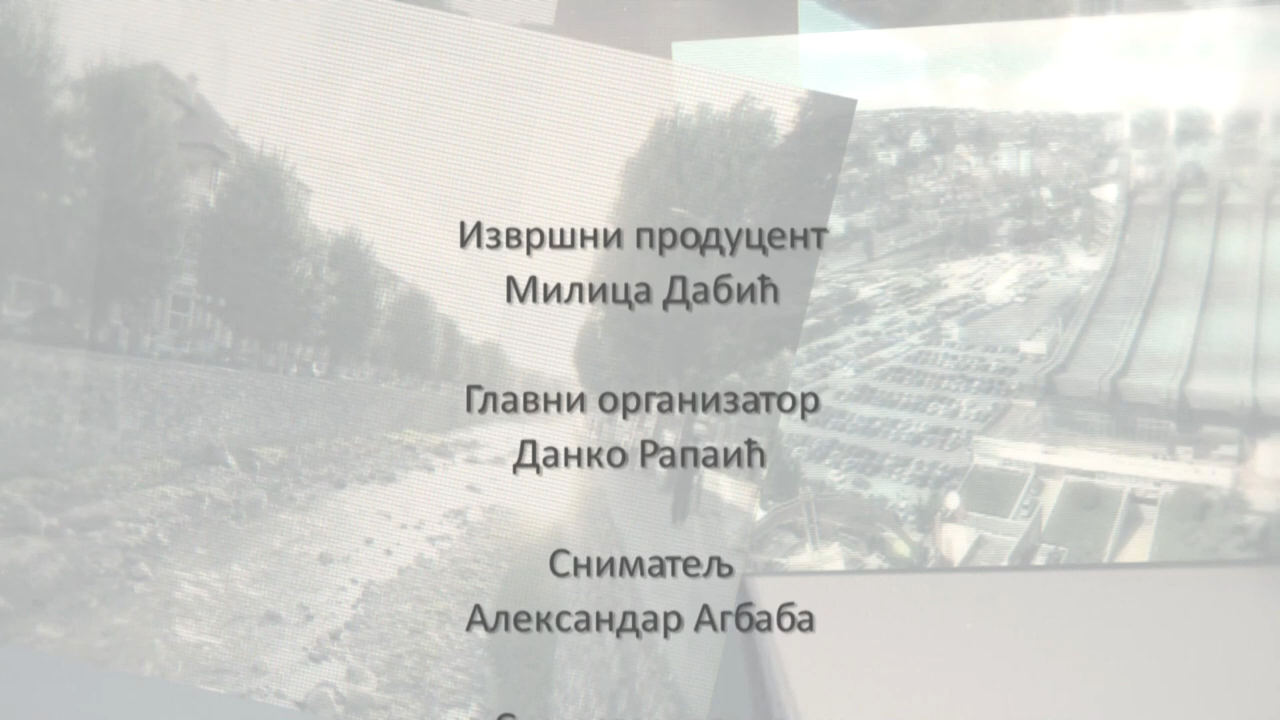 Извршни продуцент
Милица Дабић
Главни организатор
Данко Рапаић
Сниматељ
Александар Агбаба